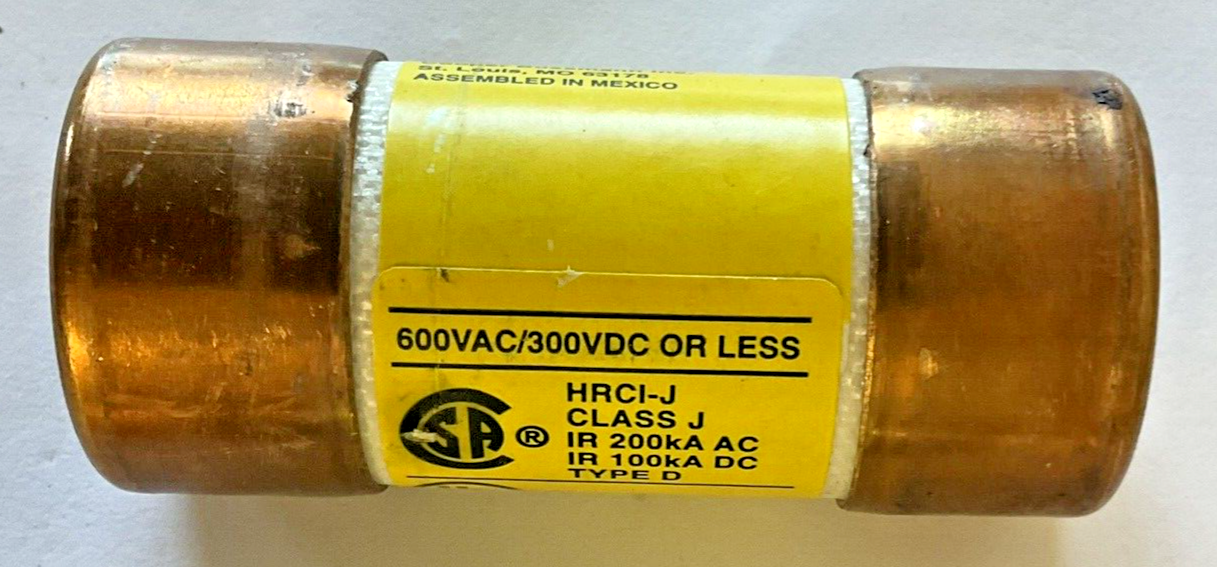 St. Louis, MO 63178
ASSEMBLED IN MEXICO
600VAC/300VDC OR LESS
HRCI-J
CLASS J
SA ®
IR 200kA AC
IR 100kA DC
TYPE D